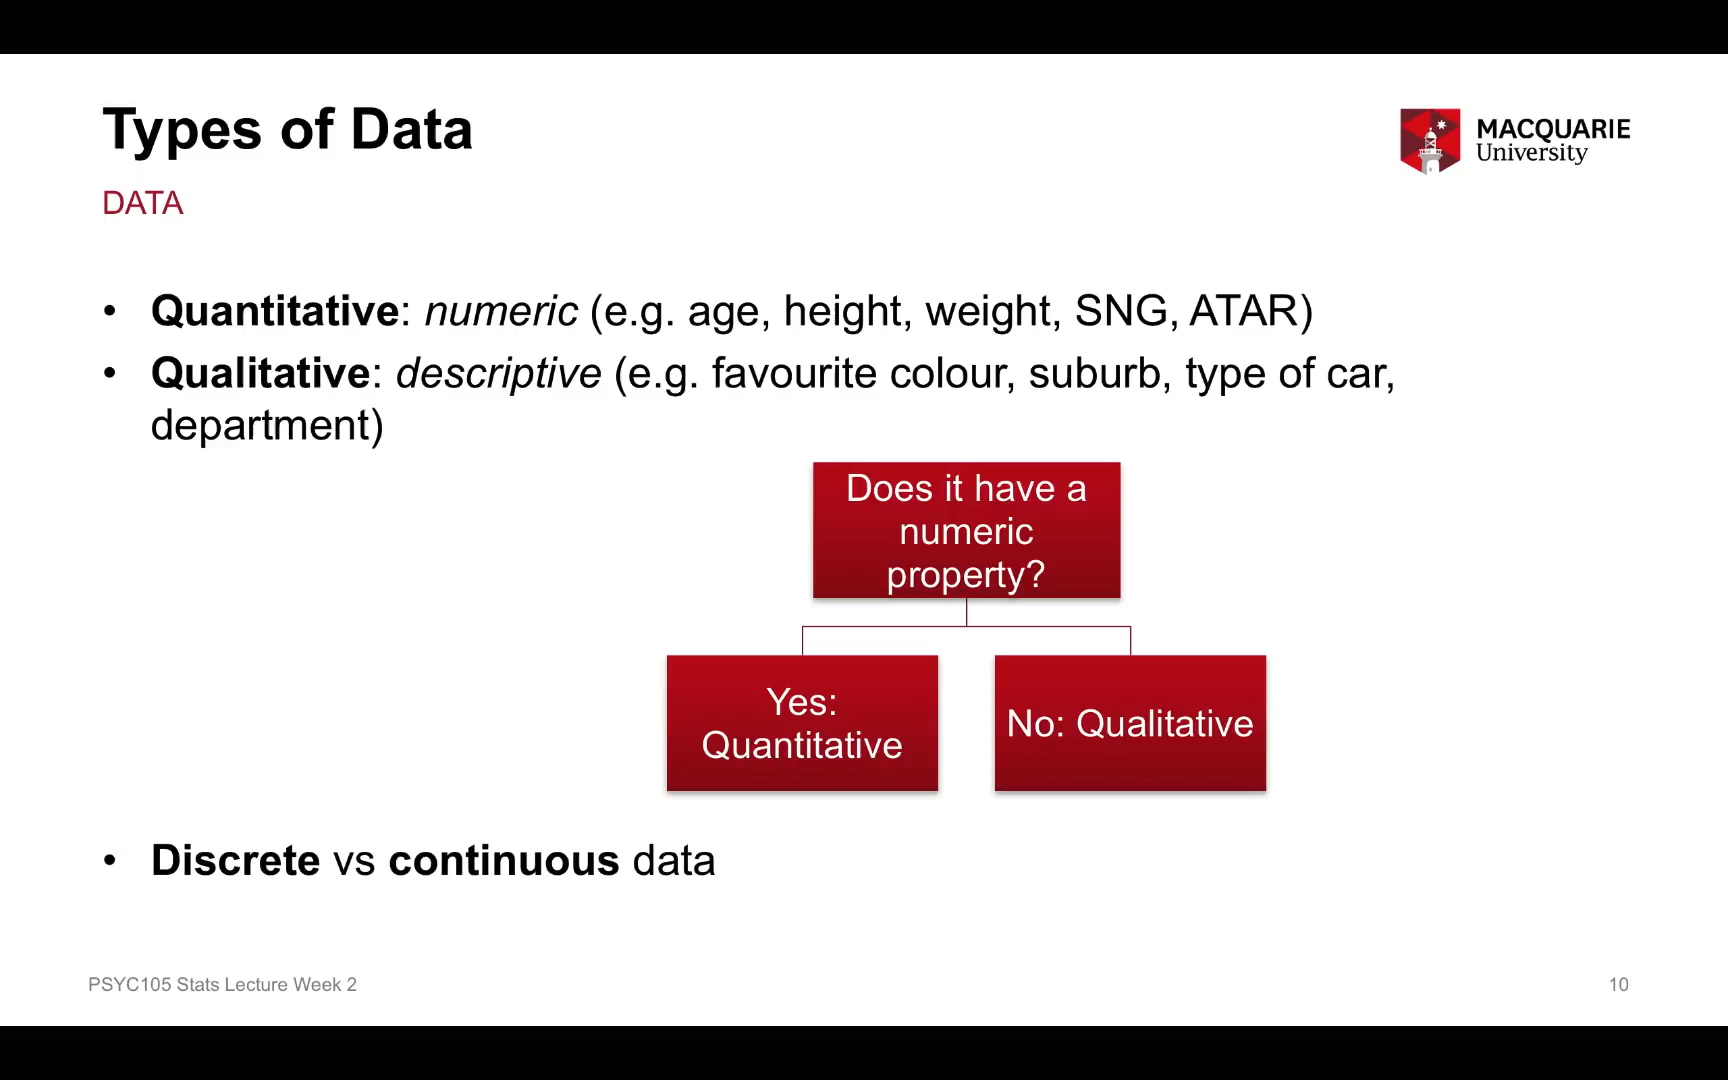 Types of Data
MACQUARIE
University
DATA
• Quantitative: numeric (e.g. age, height, weight, SNG, ATAR)
• Qualitative: descriptive (e.g. favourite colour, suburb, type of car,
department)
Does it have a
numeric
property?
Yes:
Quantitative
No: Qualitative
• Discrete vs continuous data
PSYC105 Stats Lecture Week 2
10